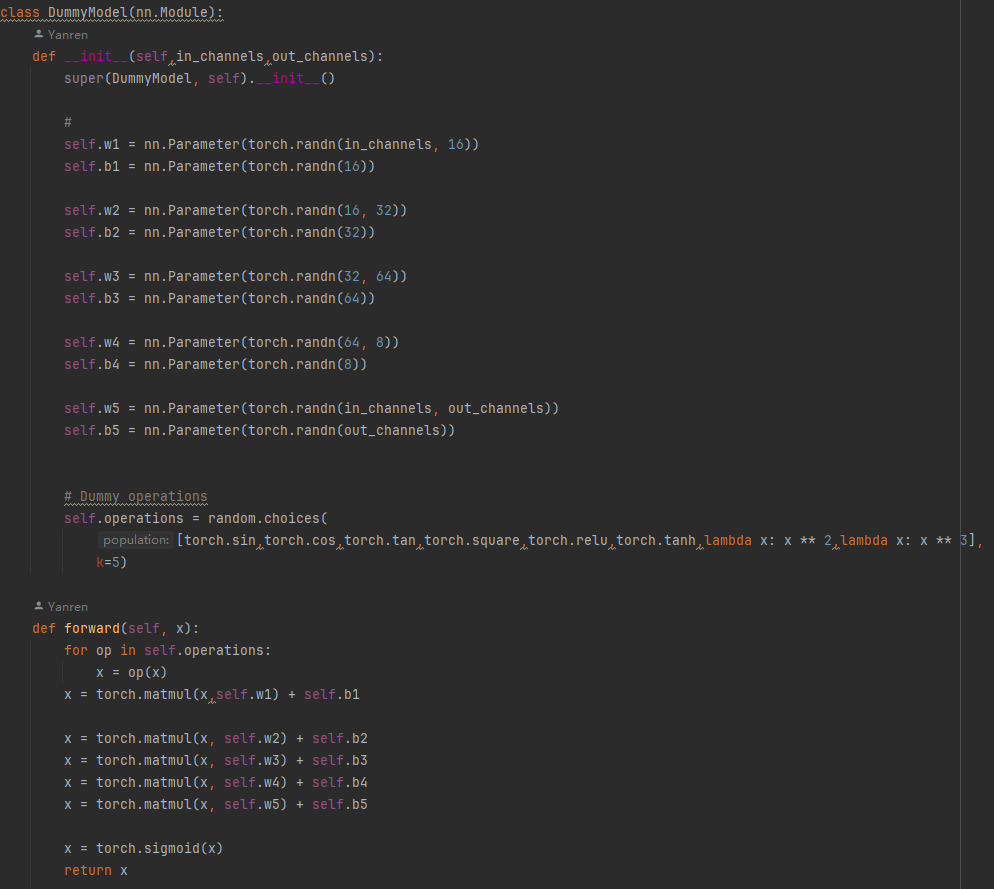 class DummyModel(nn.Module):
Yanren
def __init__(self,in_channels,out_channels):
super(DummyModel, self).__init__()
#
self.w1 = nn.Parameter(torch.randn(in_channels, 16))
self.b1 = nn.Parameter(torch.randn(16))
self.w2 = nn.Parameter(torch.randn(16, 32))
self.b2 = nn.Parameter(torch.randn(32))
self.w3 = nn.Parameter(torch.randn(32, 64))
self.b3 = nn.Parameter(torch.randn(64))
self.w4 = nn.Parameter(torch.randn(64, 8))
self.b4 = nn.Parameter(torch.randn(8))
self.w5 = nn.Parameter(torch.randn(in_channels, out_channels))
self.b5 = nn.Parameter(torch.randn(out_channels))
# Dummy operations
self.operations = random.choices(
population: [torch.sin,torch.cos,torch.tan,torch.square,torch.relu,torch.tanh,lambda x: x ** 2,lambda x: x ** 3],
k=5)
Yanren
def forward(self, x):
for op in self.operations:
x = op(x)
x = torch.matmul(x,self.w1) + self.b1
x = torch.matmul(x, self.w2) + self.b2
x = torch.matmul(x, self.w3) + self.b3
x = torch.matmul(x, self.w4) + self.b4
x = torch.matmul(x, self.w5) + self.b5
x = torch.sigmoid(x)
return x